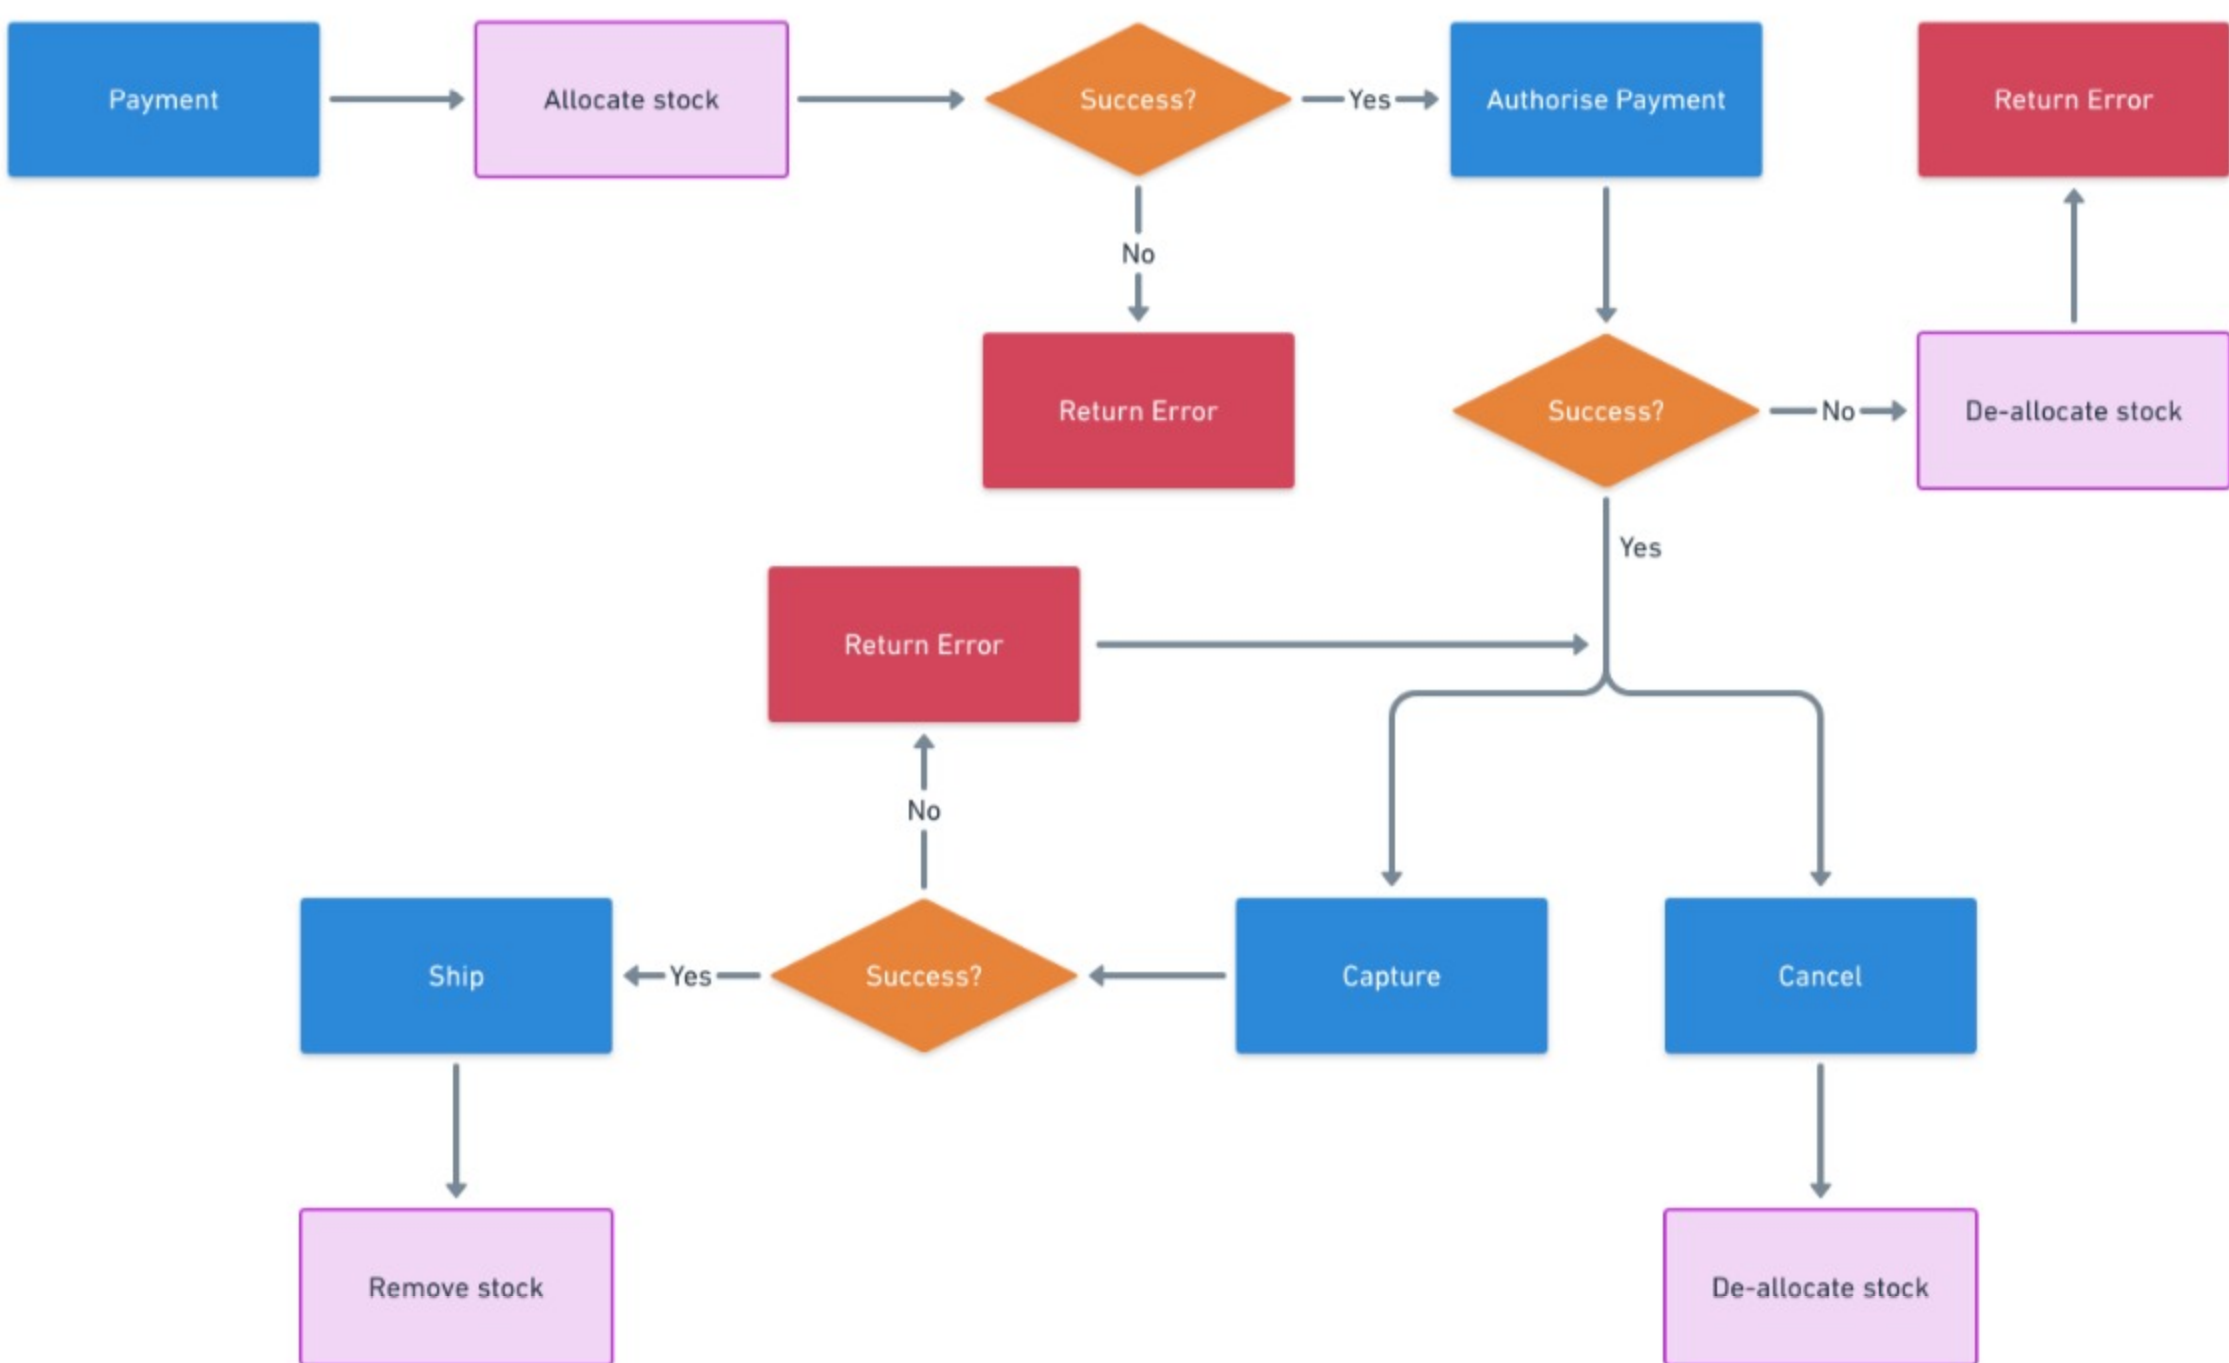 Payment
Allocate stock
Success?
Yes
Authorise Payment
Return Error
No
Return Error
Success?
No
De-allocate stock
Yes
Return Error
No
Ship
Yes
Success?
Capture
Cancel
Remove stock
De-allocate stock